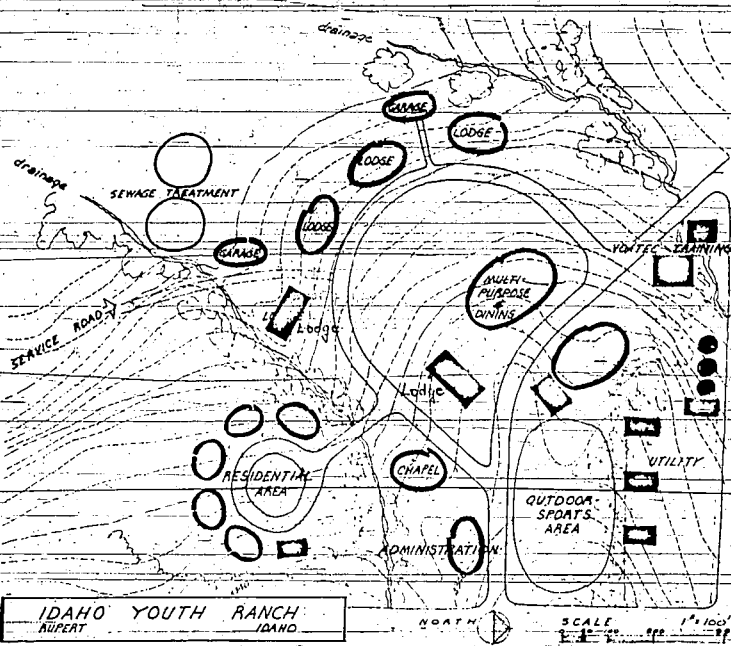 drainage
GARAGE
LODGE
LODGE
drainage
SEWAGE TREATMENT
LODGE
GARAGE
VOHTEC TRAINING
MULTI-
PURPOSE
&
DINING
SERVICE ROAD
Lodge
Lodge
UTILITY
RESIDENTIAL
AREA
CHAPEL
OUTDOOR
SPORTS
AREA
ADMINISTRATION
IDAHO YOUTH RANCH
RUPERT IDAHO
NORTH
SCALE 1"=100'